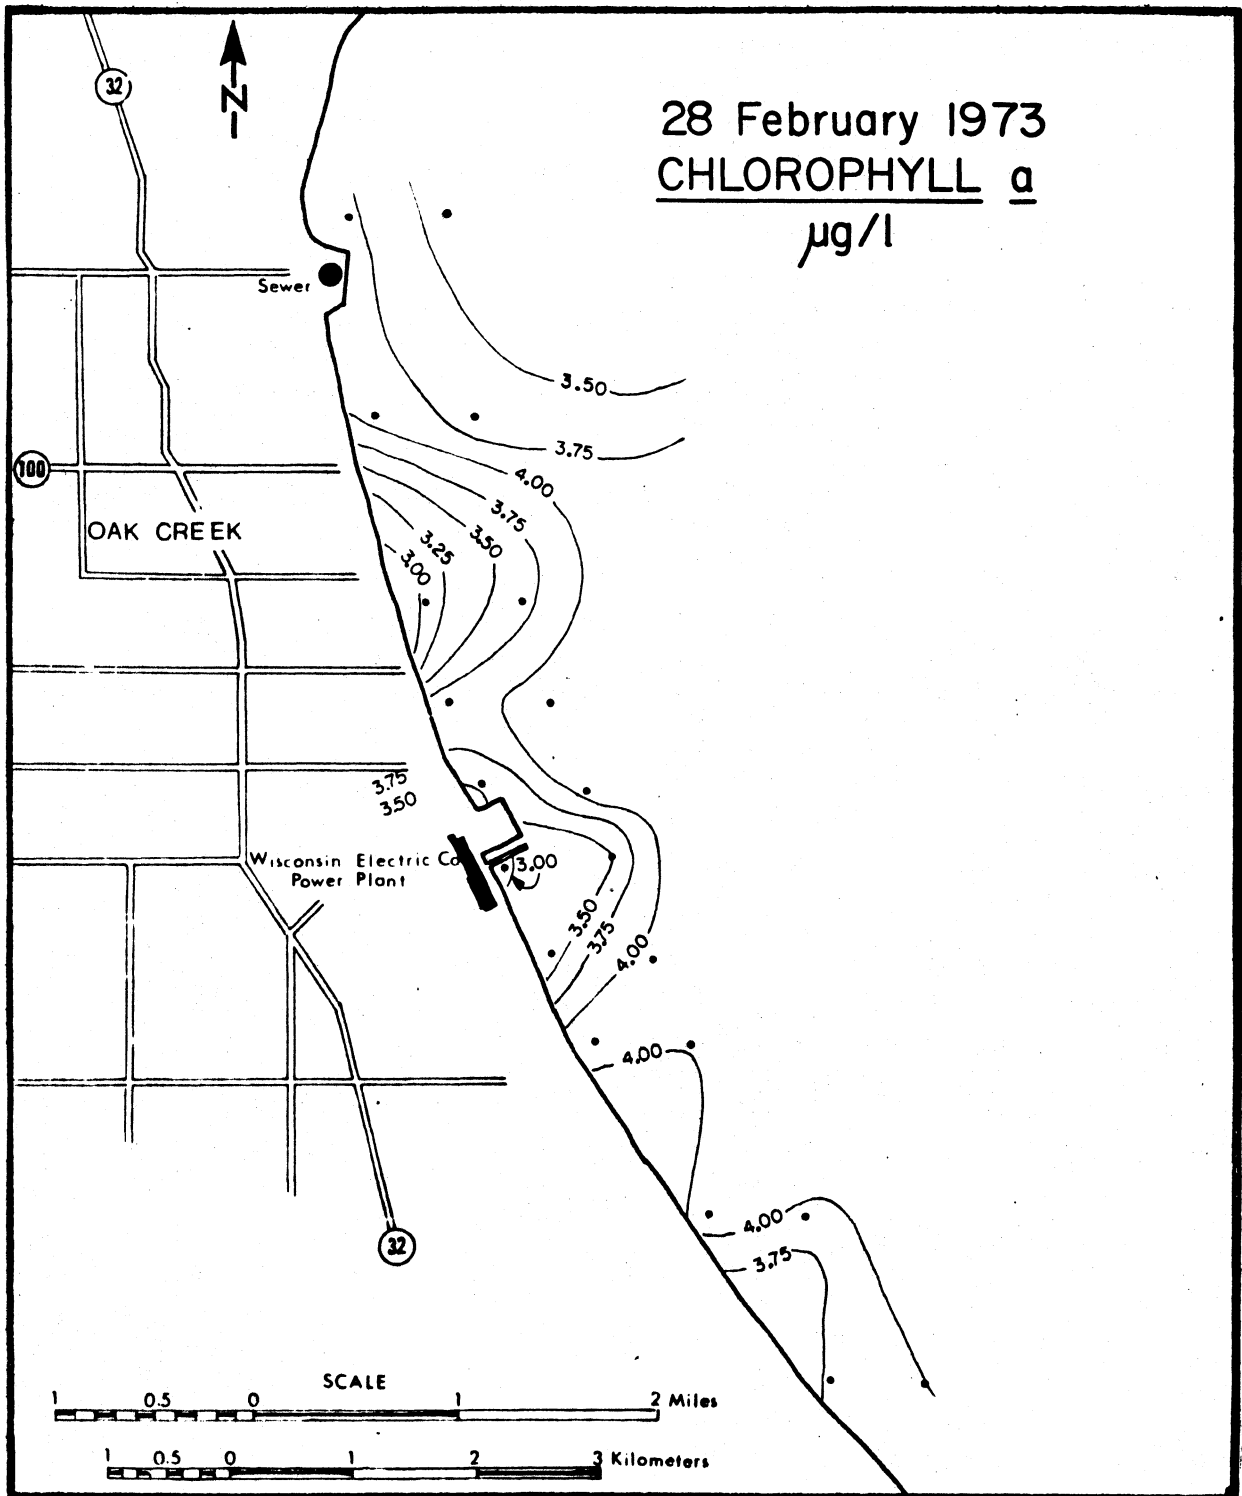 32
N
28 February 1973
CHLOROPHYLL a
µg/l
Sewer
3.50
3.75
100
4.00
3.75
OAK CREEK
3.50
3.25
3.00
3.75
3.50
Wisconsin Electric Co
Power Plant
3.00
3.50
3.75
4.00
4.00
4.00
3.75
32
SCALE
1 0.5 0 1 2 Miles
1 0.5 0 1 2 3 Kilometers